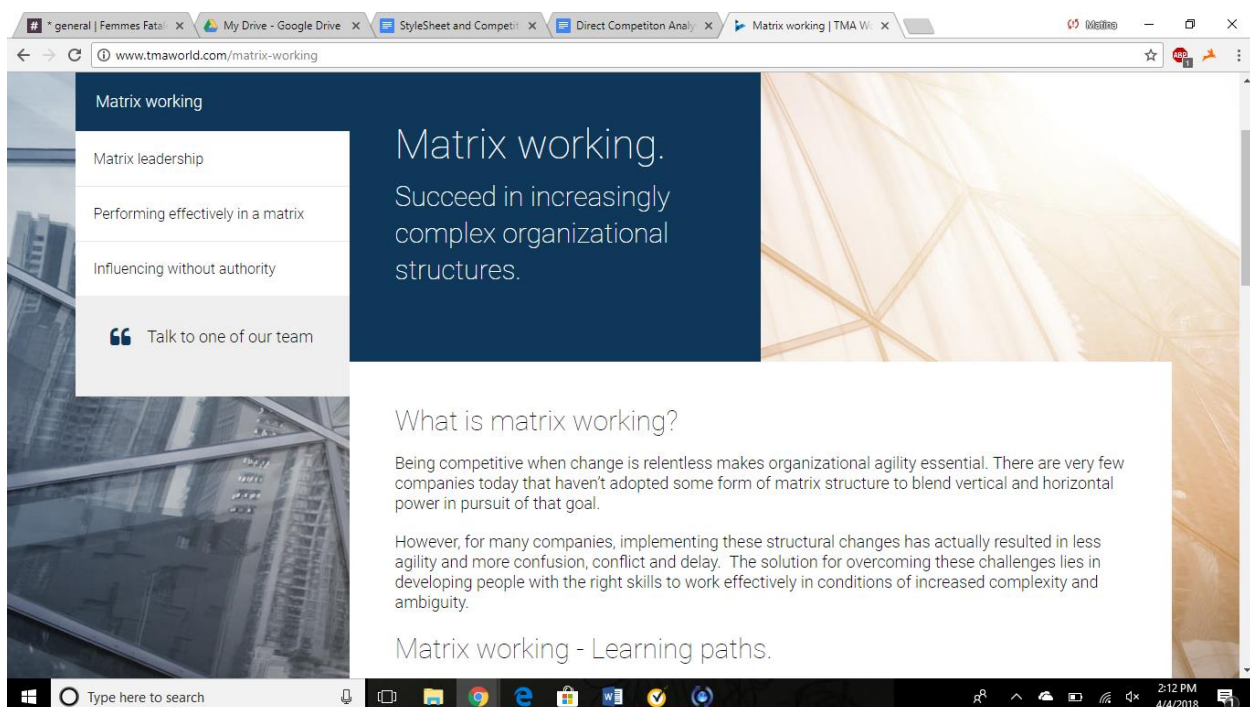 * general | Femmes Fatal
My Drive - Google Drive
StyleSheet and Competit
Direct Competiton Analy
Matrix working | TMA Wo
www.tmaworld.com/matrix-working
ABP
1
Matrix working
Matrix leadership
Performing effectively in a matrix
Influencing without authority
Talk to one of our team
Matrix working.
Succeed in increasingly
complex organizational
structures.
What is matrix working?
Being competitive when change is relentless makes organizational agility essential. There are very few
companies today that haven't adopted some form of matrix structure to blend vertical and horizontal
power in pursuit of that goal.
However, for many companies, implementing these structural changes has actually resulted in less
agility and more confusion, conflict and delay. The solution for overcoming these challenges lies in
developing people with the right skills to work effectively in conditions of increased complexity and
ambiguity.
Matrix working - Learning paths.
Type here to search
2:12 PM
4/4/2018